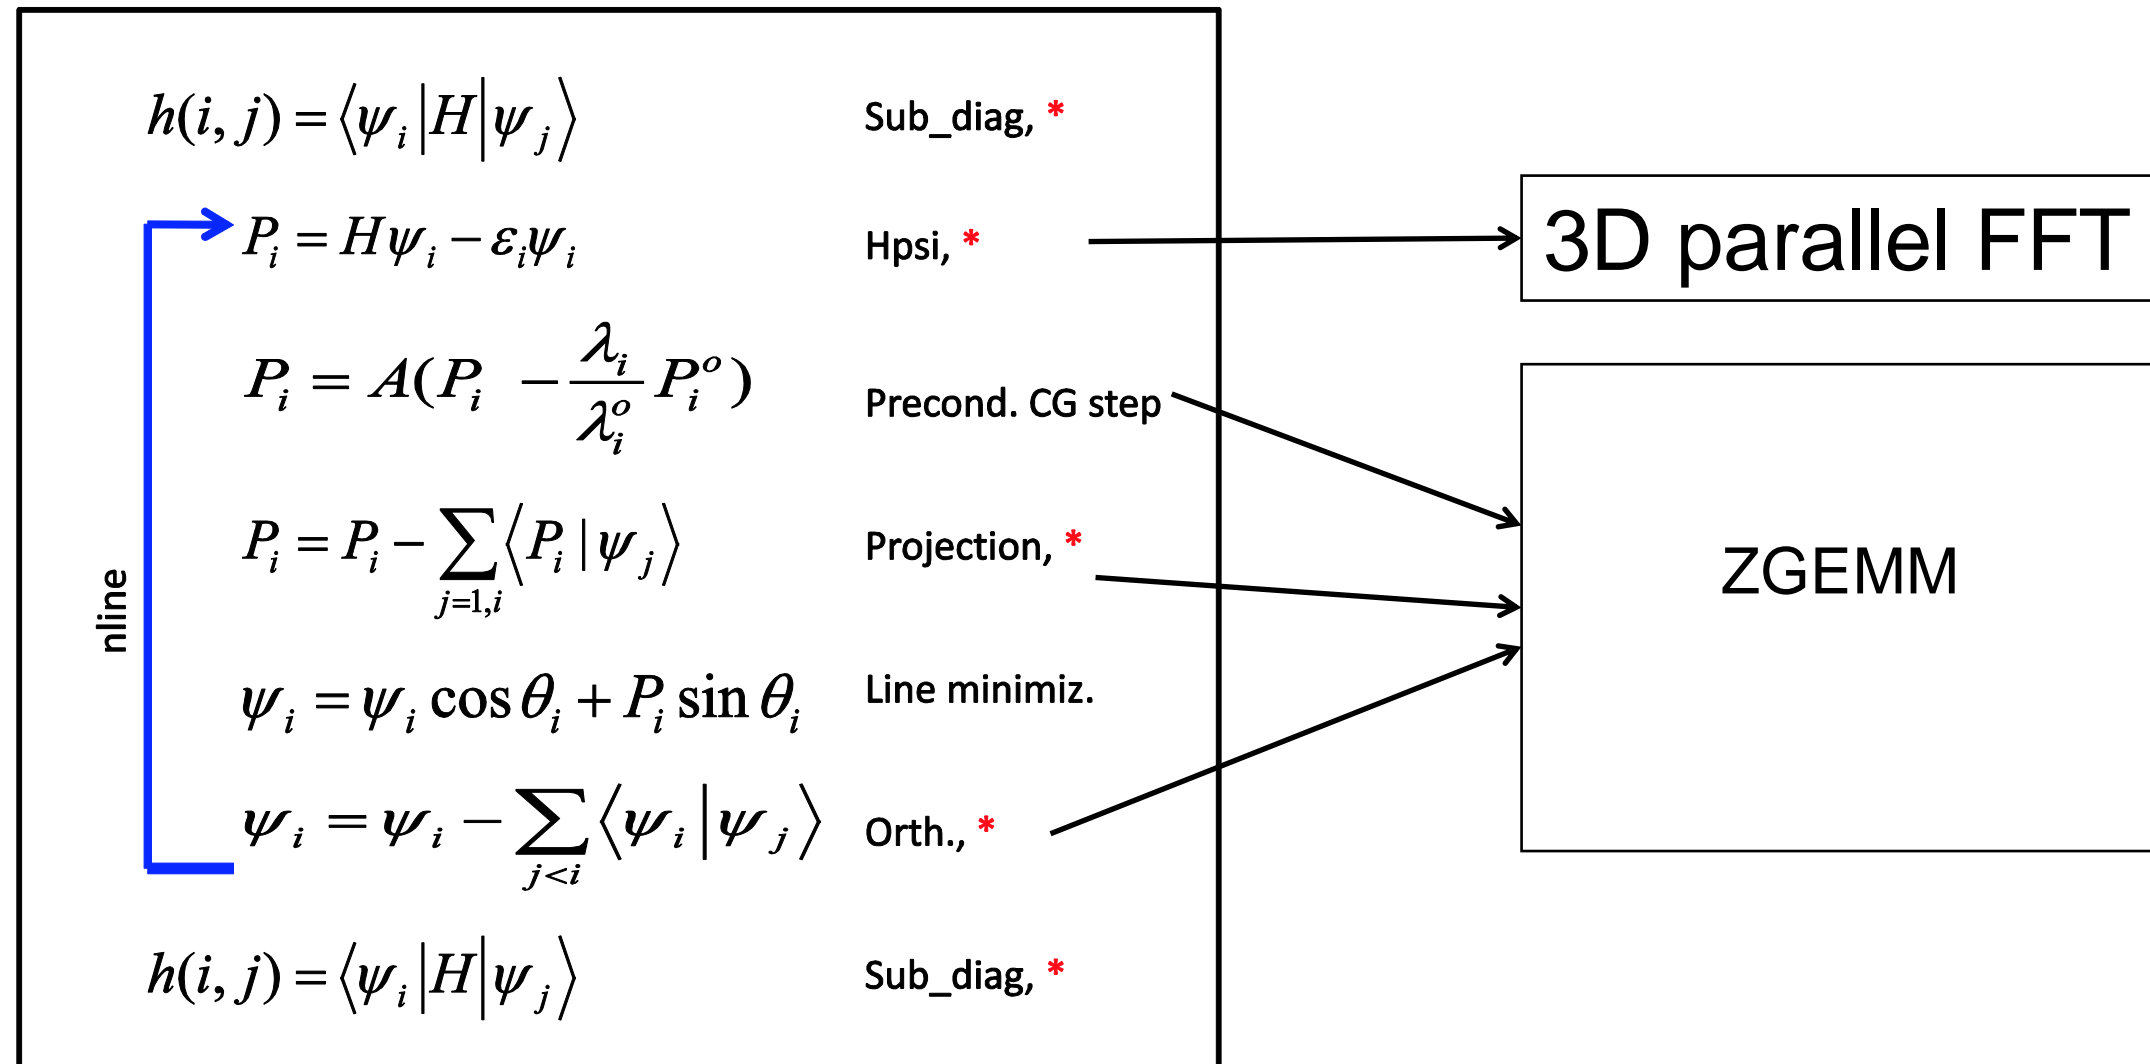 h(i, j) = ⟨ψ_i|H|ψ_j⟩ Sub_diag, *
P_i = Hψ_i − ε_iψ_i Hpsi, *
3D parallel FFT
P_i = A(P_i − λ_i/λ_i^o P_i^o) Precond. CG step
P_i = P_i − ∑_{j=1,i} ⟨P_i | ψ_j⟩ Projection, *
ZGEMM
nline
ψ_i = ψ_i cos θ_i + P_i sin θ_i Line minimiz.
ψ_i = ψ_i − ∑_{j<i} ⟨ψ_i|ψ_j⟩ Orth., *
h(i, j) = ⟨ψ_i|H|ψ_j⟩ Sub_diag, *